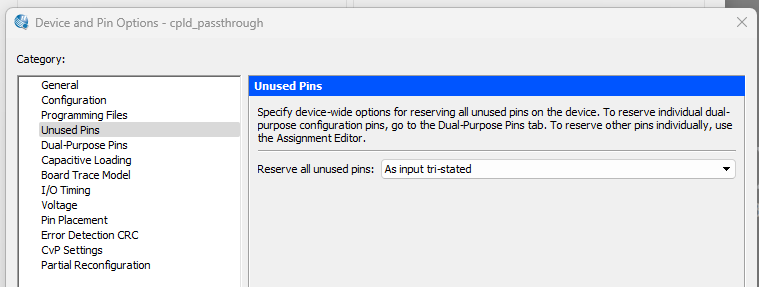 Device and Pin Options - cpld_passthrough
Category:
General
Configuration
Programming Files
Unused Pins
Dual-Purpose Pins
Capacitive Loading
Board Trace Model
I/O Timing
Voltage
Pin Placement
Error Detection CRC
CvP Settings
Partial Reconfiguration
Unused Pins
Specify device-wide options for reserving all unused pins on the device. To reserve individual dual-
purpose configuration pins, go to the Dual-Purpose Pins tab. To reserve other pins individually, use
the Assignment Editor.
Reserve all unused pins: As input tri-stated